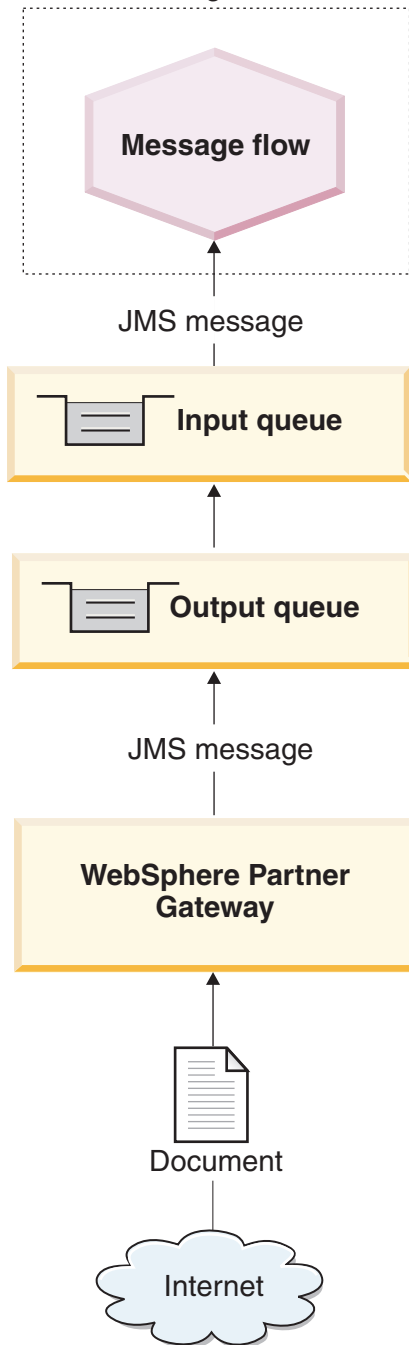 Message flow
JMS message
Input queue
Output queue
JMS message
WebSphere Partner
Gateway
Document
Internet